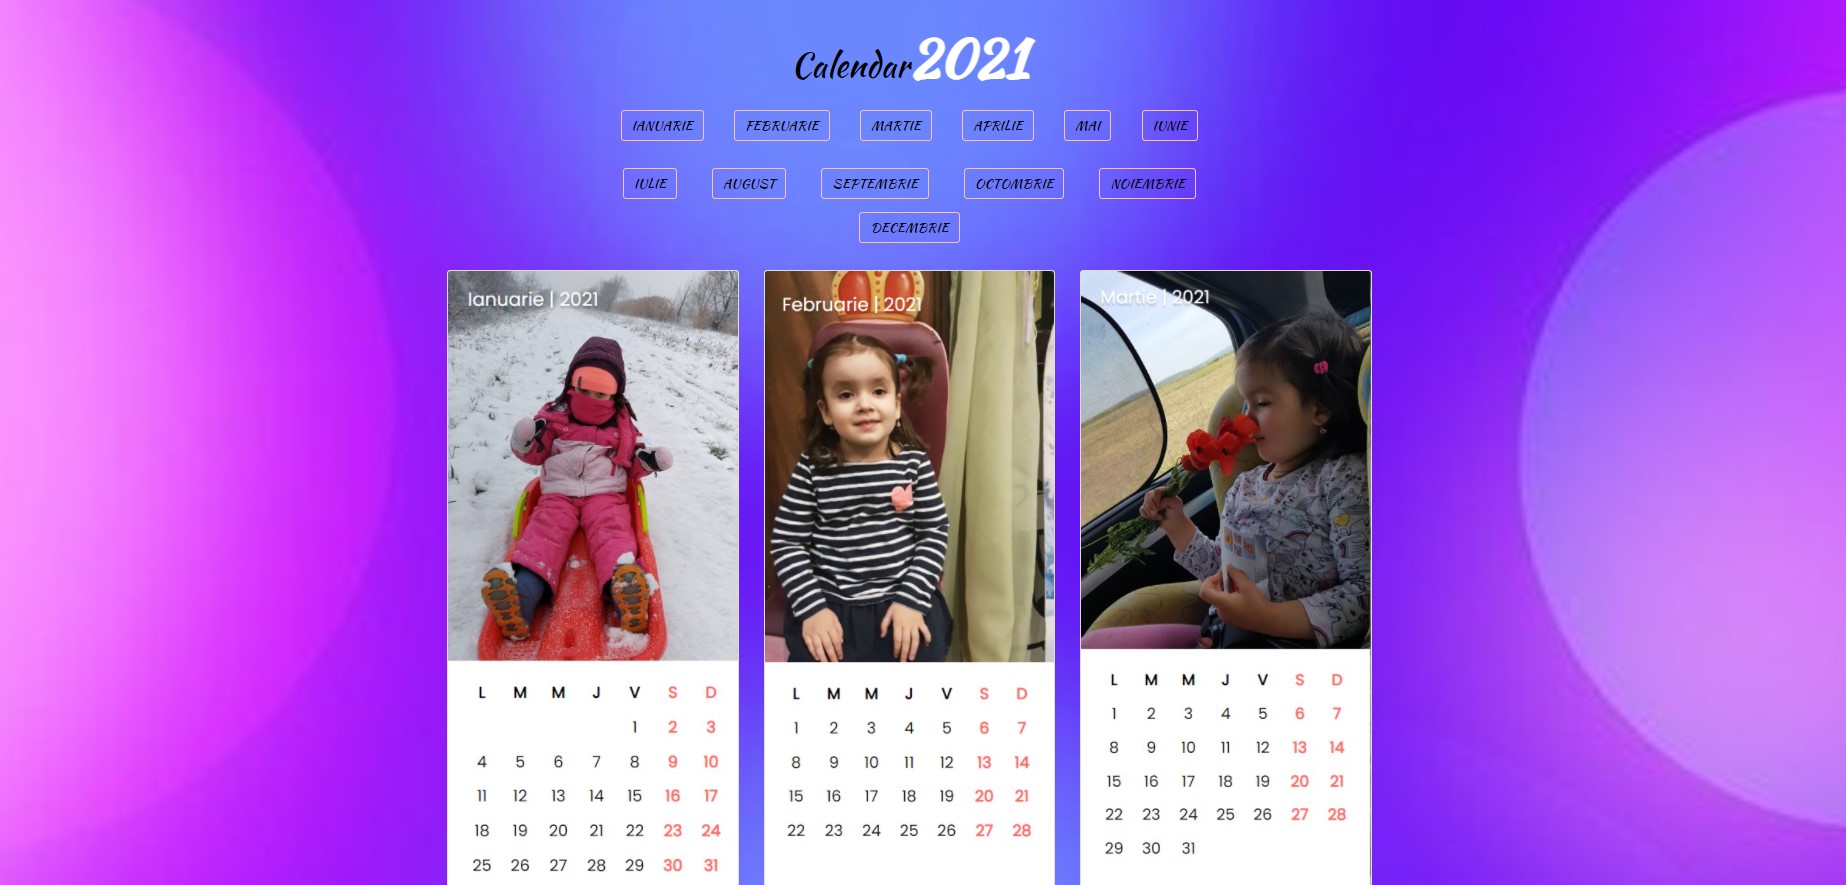 Calendar 2021
IANUARIE FEBRUARIE MARTIE APRILIE MAI IUNIE
IULIE AUGUST SEPTEMBRIE OCTOMBRIE NOIEMBRIE
DECEMBRIE
Ianuarie | 2021
L M M J V S D
1 2 3
4 5 6 7 8 9 10
11 12 13 14 15 16 17
18 19 20 21 22 23 24
25 26 27 28 29 30 31
Februarie | 2021
L M M J V S D
1 2 3 4 5 6 7
8 9 10 11 12 13 14
15 16 17 18 19 20 21
22 23 24 25 26 27 28
Martie | 2021
L M M J V S D
1 2 3 4 5 6 7
8 9 10 11 12 13 14
15 16 17 18 19 20 21
22 23 24 25 26 27 28
29 30 31